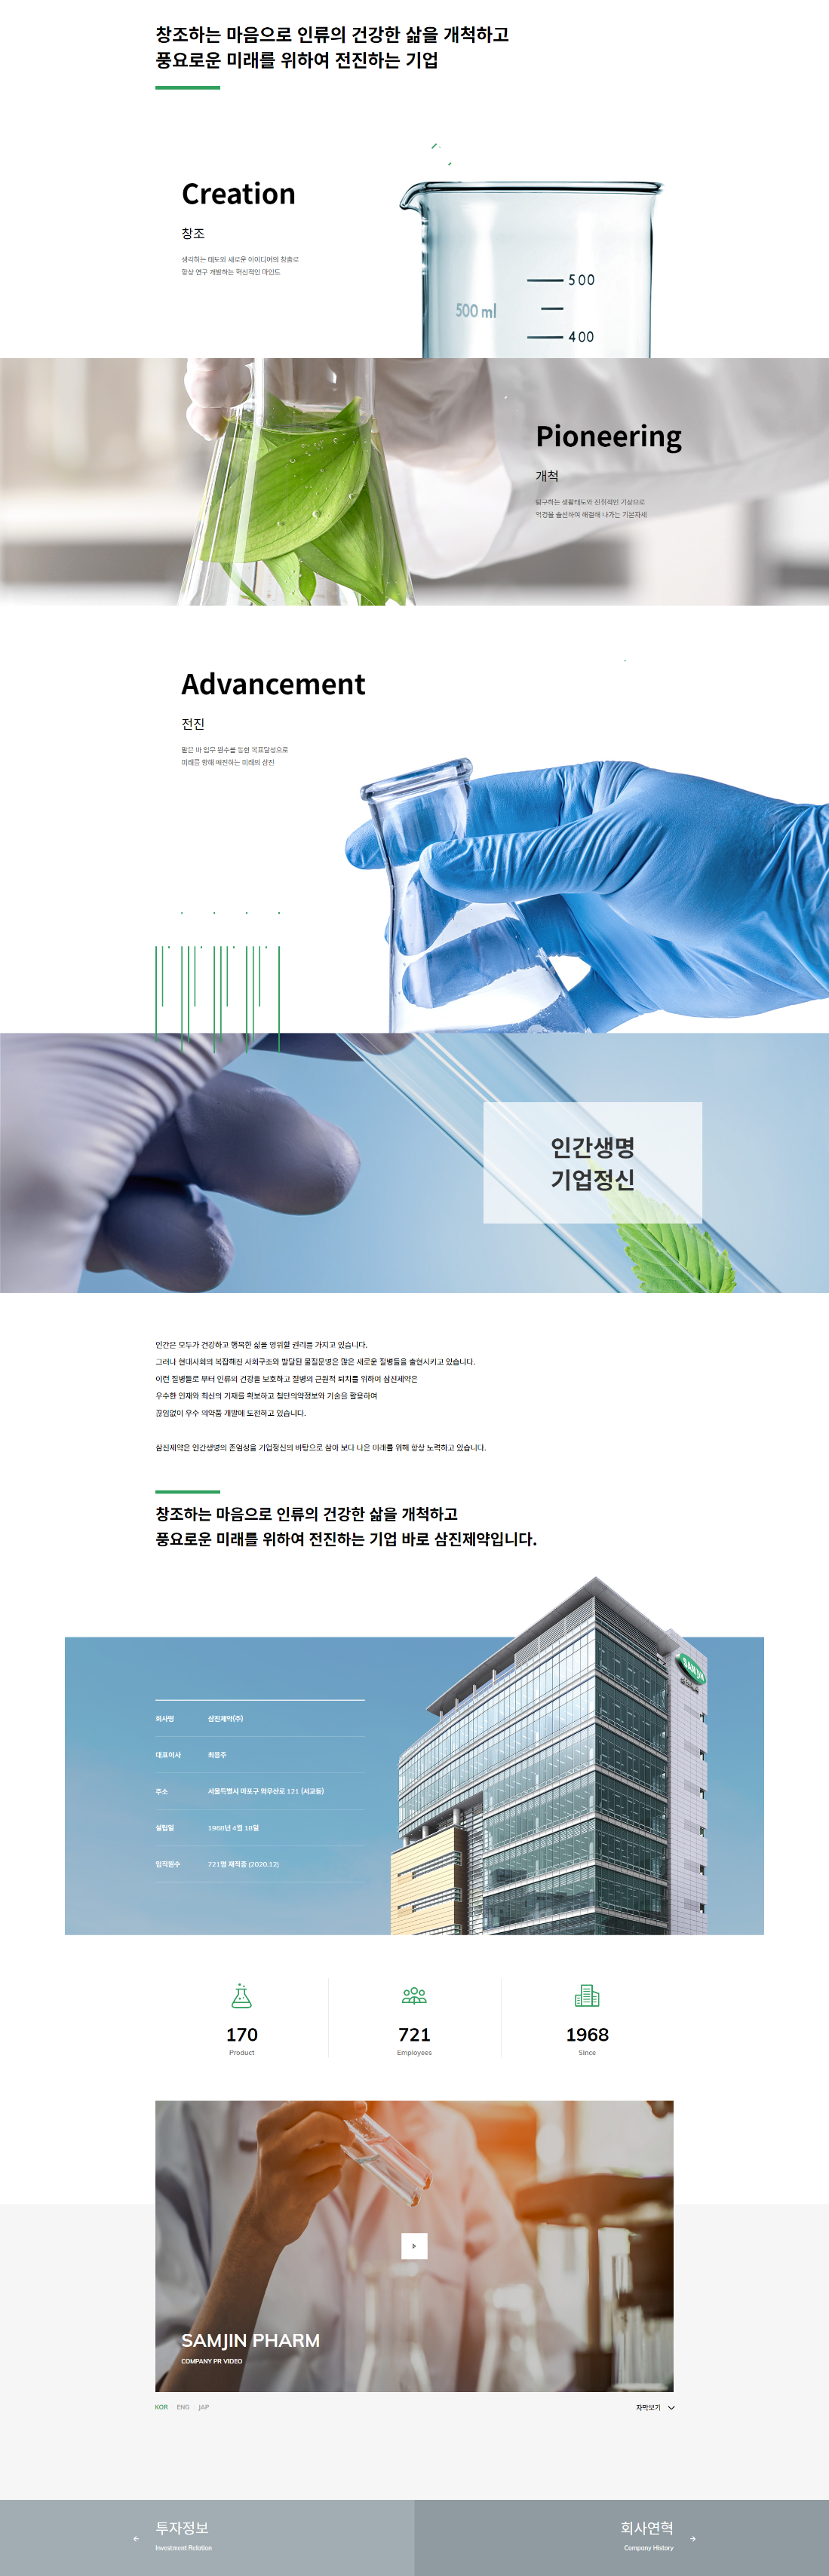 창조하는 마음으로 인류의 건강한 삶을 개척하고
풍요로운 미래를 위하여 전진하는 기업
Creation
창조
생각하는 태도와 새로운 아이디어의 창출로
항상 연구 개발하는 혁신적인 마인드
500 ml
500
400
Pioneering
개척
탐구하는 생활태도와 진취적인 기상으로
역경을 솔선하여 해결해 나가는 기본자세
Advancement
전진
맡은 바 임무 완수를 통한 목표달성으로
미래를 향해 매진하는 미래의 삼진
인간생명
기업정신
인간은 모두가 건강하고 행복한 삶을 영위할 권리를 가지고 있습니다.
그러나 현대사회의 복잡해진 사회구조와 발달된 물질문명은 많은 새로운 질병들을 출현시키고 있습니다.
이런 질병들로 부터 인류의 건강을 보호하고 질병의 근원적 퇴치를 위하여 삼진제약은
우수한 인재와 최신의 기재를 확보하고 첨단의약정보와 기술을 활용하여
끊임없이 우수 의약품 개발에 도전하고 있습니다.
삼진제약은 인간생명의 존엄성을 기업정신의 바탕으로 삼아 보다 나은 미래를 위해 항상 노력하고 있습니다.
창조하는 마음으로 인류의 건강한 삶을 개척하고
풍요로운 미래를 위하여 전진하는 기업 바로 삼진제약입니다.
SAMJIN
회사명 삼진제약(주)
대표이사 최용주
주소 서울특별시 마포구 와우산로 121 (서교동)
설립일 1968년 4월 18일
임직원수 721명 재직중 (2020.12)
170
Product
721
Employees
1968
Since
SAMJIN PHARM
COMPANY PR VIDEO
KOR ENG JAP
자막보기
투자정보
Investment Relation
회사연혁
Company History